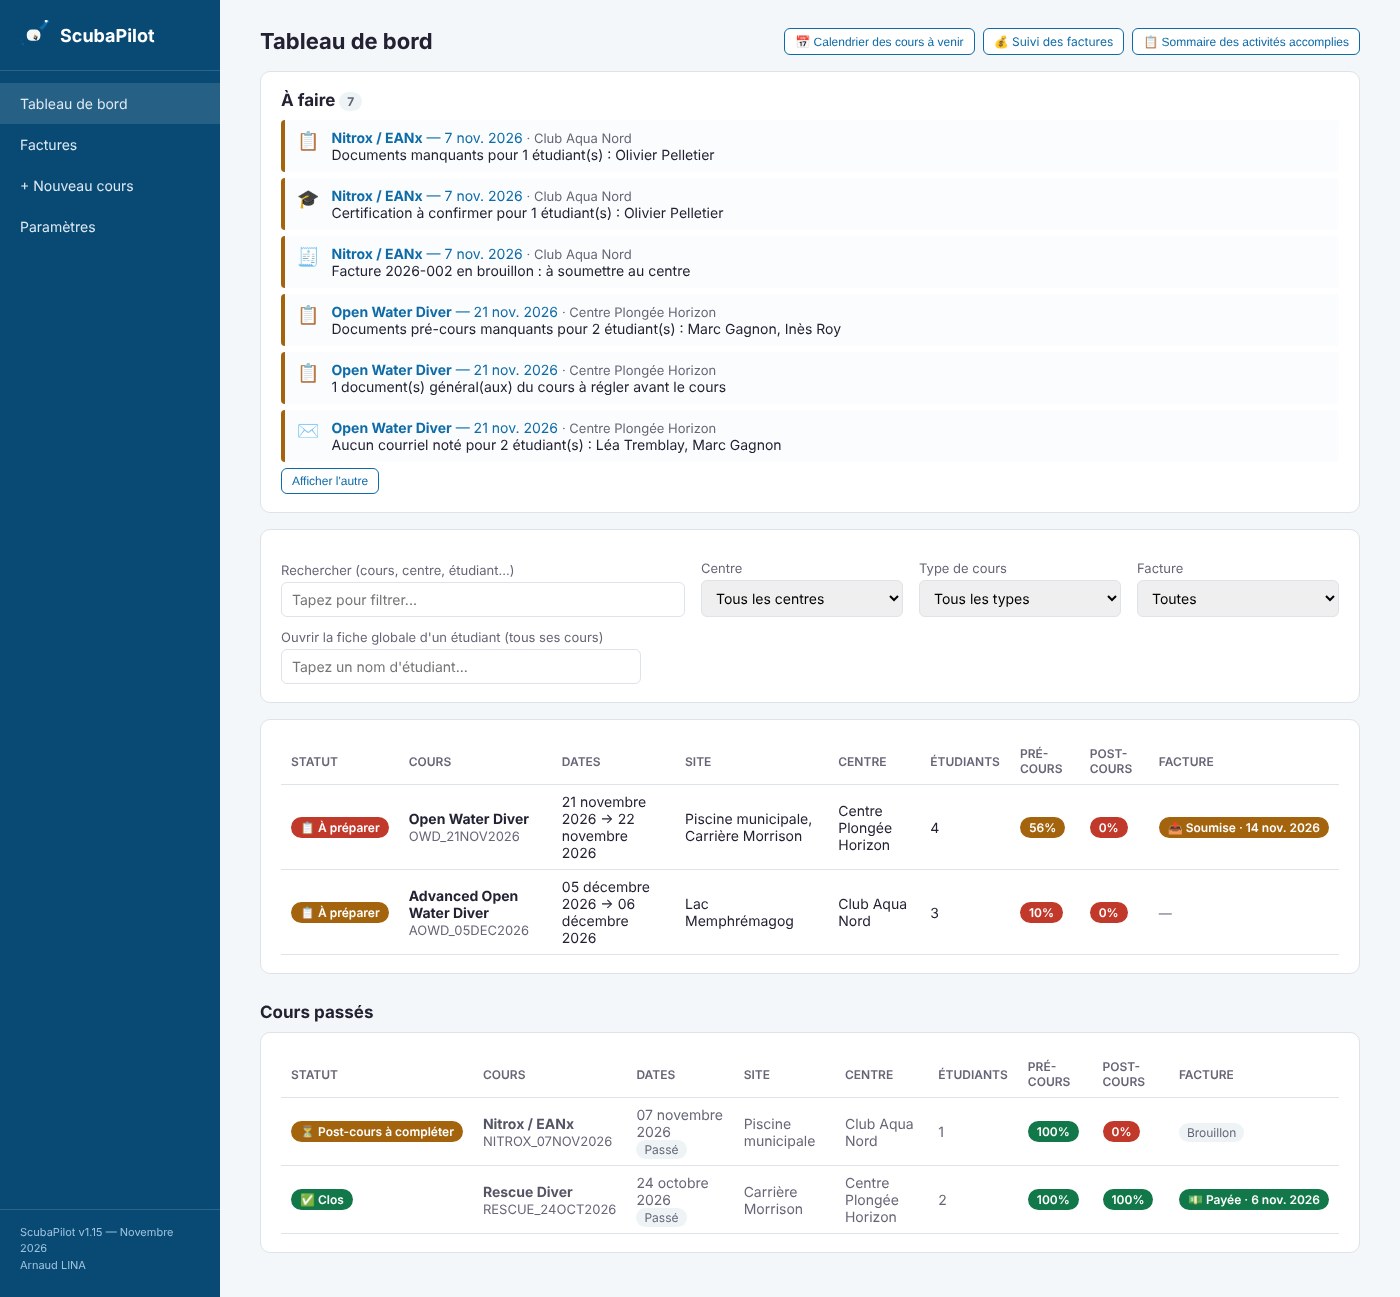 ScubaPilot
Tableau de bord
Factures
+ Nouveau cours
Paramètres
ScubaPilot v1.15 — Novembre
2026
Arnaud LINA
Tableau de bord
📅 Calendrier des cours à venir
💰 Suivi des factures
📋 Sommaire des activités accomplies
À faire 7
Nitrox / EANx — 7 nov. 2026 · Club Aqua Nord
Documents manquants pour 1 étudiant(s) : Olivier Pelletier
Nitrox / EANx — 7 nov. 2026 · Club Aqua Nord
Certification à confirmer pour 1 étudiant(s) : Olivier Pelletier
Nitrox / EANx — 7 nov. 2026 · Club Aqua Nord
Facture 2026-002 en brouillon : à soumettre au centre
Open Water Diver — 21 nov. 2026 · Centre Plongée Horizon
Documents pré-cours manquants pour 2 étudiant(s) : Marc Gagnon, Inès Roy
Open Water Diver — 21 nov. 2026 · Centre Plongée Horizon
1 document(s) général(aux) du cours à régler avant le cours
Open Water Diver — 21 nov. 2026 · Centre Plongée Horizon
Aucun courriel noté pour 2 étudiant(s) : Léa Tremblay, Marc Gagnon
Afficher l'autre
Rechercher (cours, centre, étudiant...)
Tapez pour filtrer...
Centre
Tous les centres
Type de cours
Tous les types
Facture
Toutes
Ouvrir la fiche globale d'un étudiant (tous ses cours)
Tapez un nom d'étudiant...
STATUT COURS DATES SITE CENTRE ÉTUDIANTS PRÉ-COURS POST-COURS FACTURE
📋 À préparer
Open Water Diver
OWD_21NOV2026
21 novembre
2026 → 22
novembre
2026
Piscine municipale,
Carrière Morrison
Centre
Plongée
Horizon
4
56%
0%
📤 Soumise · 14 nov. 2026
📋 À préparer
Advanced Open
Water Diver
AOWD_05DEC2026
05 décembre
2026 → 06
décembre
2026
Lac
Memphrémagog
Club Aqua
Nord
3
10%
0%
—
Cours passés
STATUT COURS DATES SITE CENTRE ÉTUDIANTS PRÉ-COURS POST-COURS FACTURE
⏳ Post-cours à compléter
Nitrox / EANx
NITROX_07NOV2026
07 novembre
2026
Passé
Piscine
municipale
Club Aqua
Nord
1
100%
0%
Brouillon
✅ Clos
Rescue Diver
RESCUE_24OCT2026
24 octobre
2026
Passé
Carrière
Morrison
Centre
Plongée
Horizon
2
100%
100%
💵 Payée · 6 nov. 2026